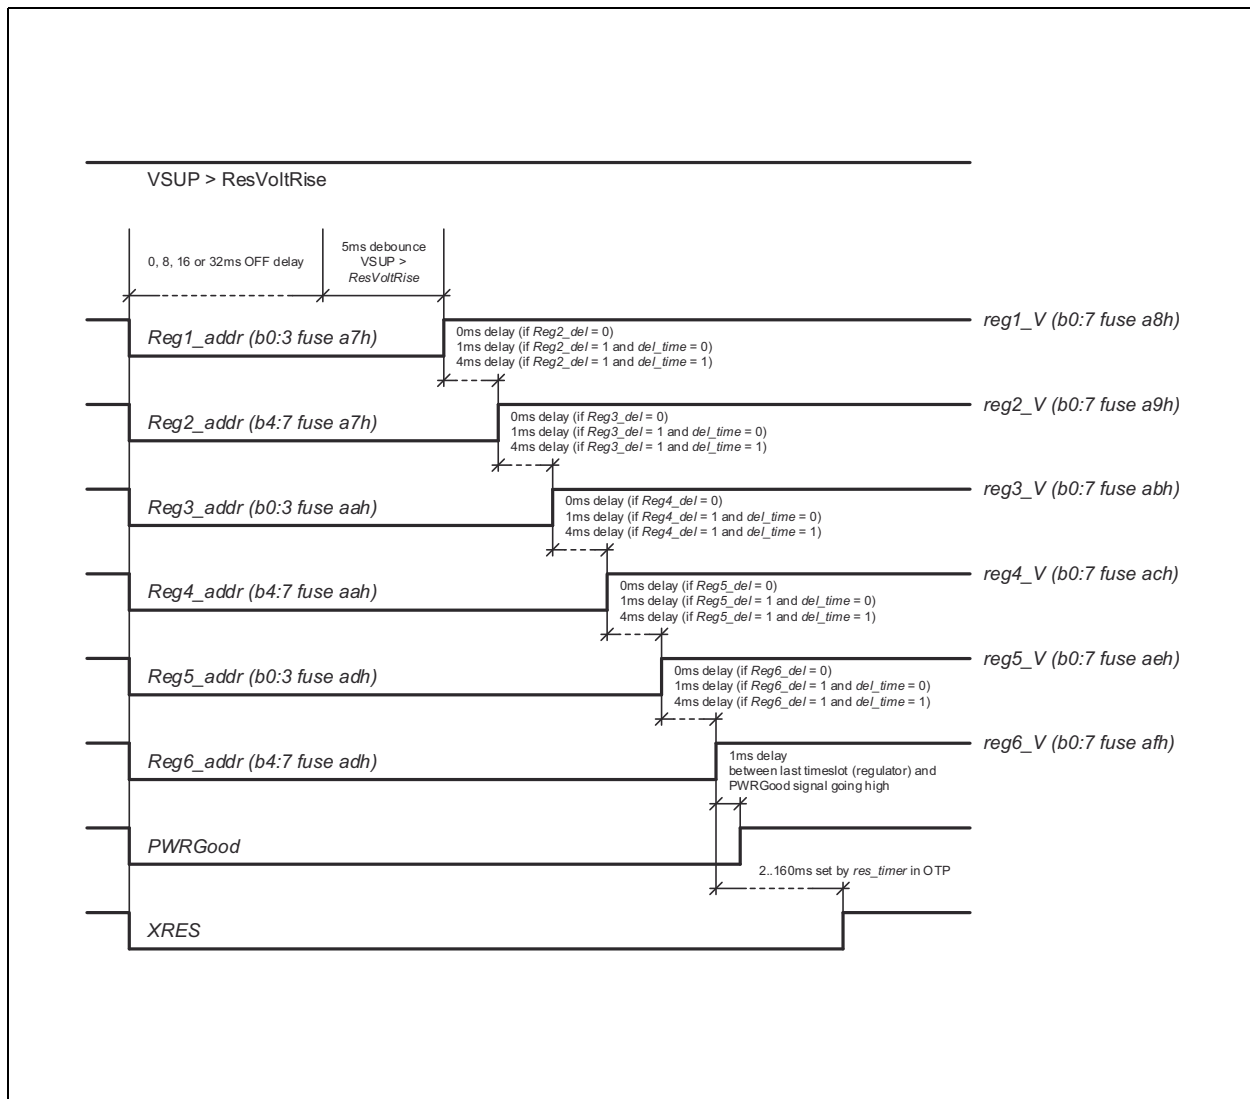 VSUP > ResVoltRise
0, 8, 16 or 32ms OFF delay
5ms debounce
VSUP >
ResVoltRise
Reg1_addr (b0:3 fuse a7h)
0ms delay (if Reg2_del = 0)
1ms delay (if Reg2_del = 1 and del_time = 0)
4ms delay (if Reg2_del = 1 and del_time = 1)
reg1_V (b0:7 fuse a8h)
Reg2_addr (b4:7 fuse a7h)
0ms delay (if Reg3_del = 0)
1ms delay (if Reg3_del = 1 and del_time = 0)
4ms delay (if Reg3_del = 1 and del_time = 1)
reg2_V (b0:7 fuse a9h)
Reg3_addr (b0:3 fuse aah)
0ms delay (if Reg4_del = 0)
1ms delay (if Reg4_del = 1 and del_time = 0)
4ms delay (if Reg4_del = 1 and del_time = 1)
reg3_V (b0:7 fuse abh)
Reg4_addr (b4:7 fuse aah)
0ms delay (if Reg5_del = 0)
1ms delay (if Reg5_del = 1 and del_time = 0)
4ms delay (if Reg5_del = 1 and del_time = 1)
reg4_V (b0:7 fuse ach)
Reg5_addr (b0:3 fuse adh)
0ms delay (if Reg6_del = 0)
1ms delay (if Reg6_del = 1 and del_time = 0)
4ms delay (if Reg6_del = 1 and del_time = 1)
reg5_V (b0:7 fuse aeh)
Reg6_addr (b4:7 fuse adh)
1ms delay
between last timeslot (regulator) and
PWRGood signal going high
reg6_V (b0:7 fuse afh)
PWRGood
2..160ms set by res_timer in OTP
XRES